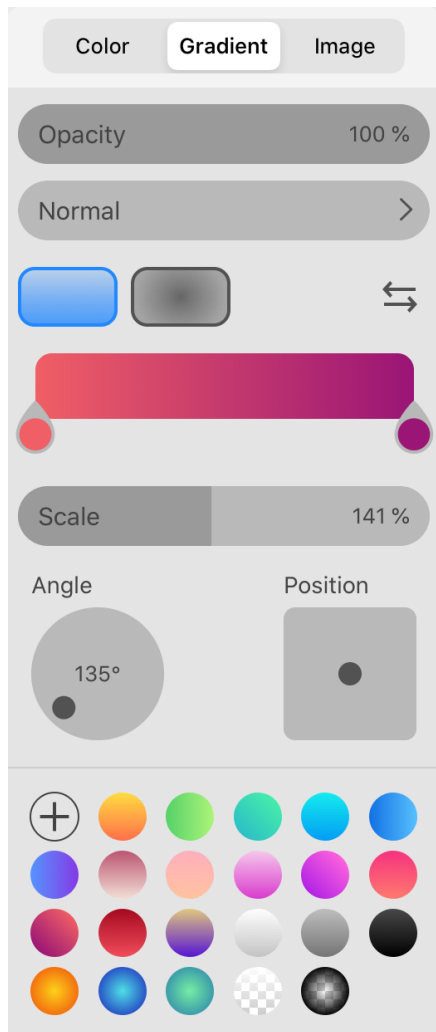 Color Gradient Image
Opacity 100 %
Normal
Scale 141 %
Angle Position
135°